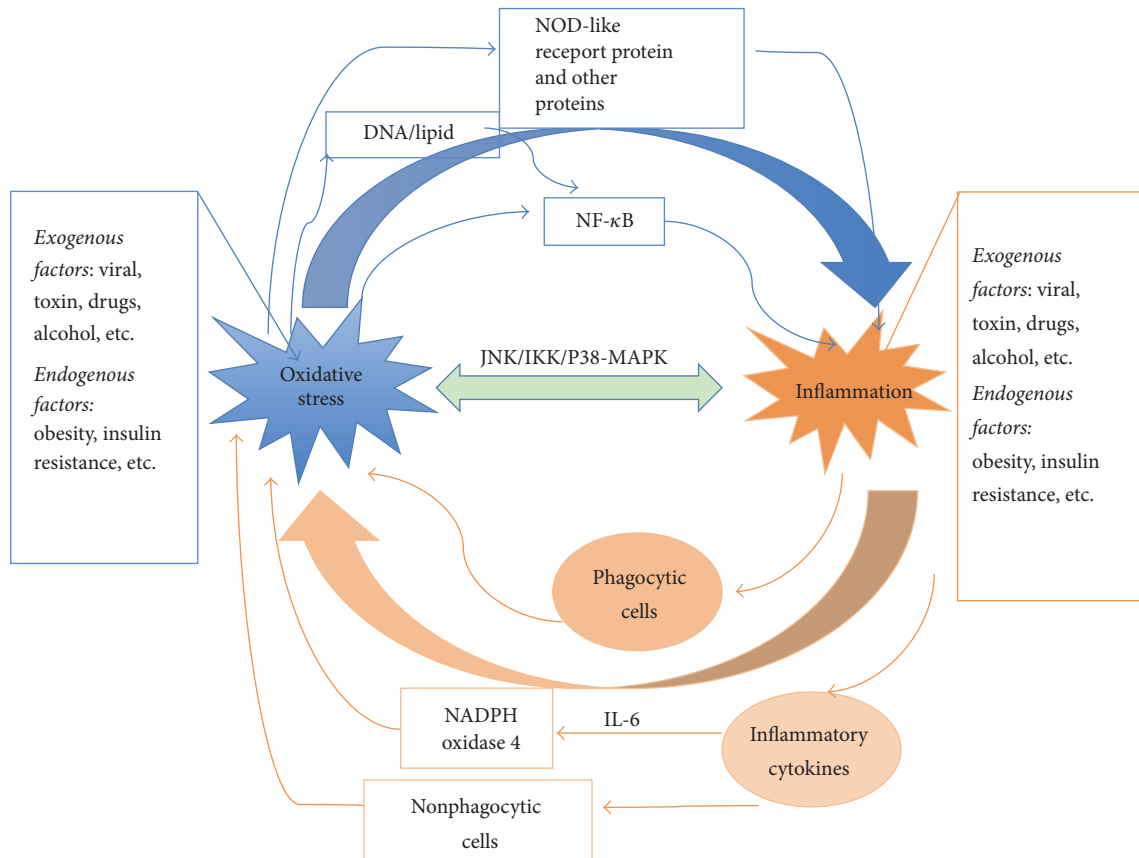 NOD-like
receport protein
and other
proteins
DNA/lipid
NF-κB
Exogenous
factors: viral,
toxin, drugs,
alcohol, etc.
Endogenous
factors:
obesity, insulin
resistance, etc.
Oxidative
stress
JNK/IKK/P38-MAPK
Inflammation
Exogenous
factors: viral,
toxin, drugs,
alcohol, etc.
Endogenous
factors:
obesity, insulin
resistance, etc.
Phagocytic
cells
NADPH
oxidase 4
IL-6
Inflammatory
cytokines
Nonphagocytic
cells